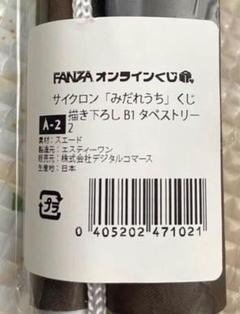 FANZA オンラインくじ
サイクロン「みだれうち」くじ
A-2 描き下ろし B1 タペストリー
2
素材：スエード
製造元：エスティーワン
販売元：株式会社デジタルコマース
生産地：日本
プラ
0 405202 471021